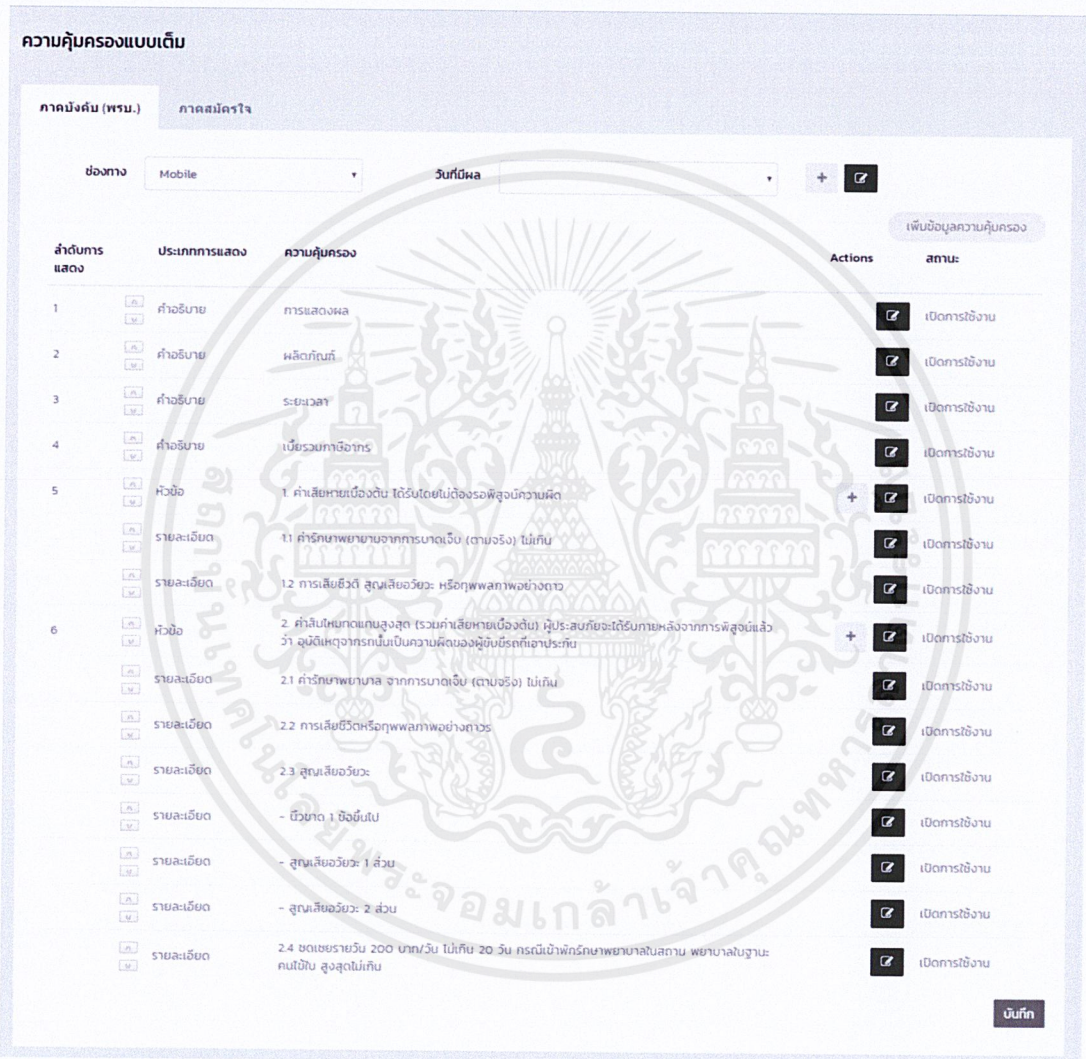 ความคุ้มครองแบบเต็ม
ภาคบังคับ (พรบ.) ภาคสมัครใจ
ช่องทาง Mobile วันที่มีผล +
เพิ่มข้อมูลความคุ้มครอง
ลำดับการ ประเภทการแสดง ความคุ้มครอง Actions สถานะ
แสดง
1 คำอธิบาย การแสดงผล เปิดการใช้งาน
2 คำอธิบาย ผลิตภัณฑ์ เปิดการใช้งาน
3 คำอธิบาย ระยะเวลา เปิดการใช้งาน
4 คำอธิบาย เบี้ยรวมภาษีอากร เปิดการใช้งาน
5 หัวข้อ 1. ค่าเสียหายเบื้องต้น ได้รับโดยไม่ต้องรอพิสูจน์ความผิด + เปิดการใช้งาน
รายละเอียด 1.1 ค่ารักษาพยาบาบจากการบาดเจ็บ (ตามจริง) ไม่เกิน เปิดการใช้งาน
รายละเอียด 1.2 การเสียชีวติ สูญเสียอวัยวะ หรือทุพพลภาพอย่างถาว เปิดการใช้งาน
6 หัวข้อ 2. ค่าสินไหมทดแทนสูงสุด (รวมค่าเสียหายเบื้องต้น) ผู้ประสบภัยจะได้รับภายหลังจากการพิสูจน์แล้ว + เปิดการใช้งาน
ว่า อุบัติเหตุจากรถนั้นเป็นความผิดของผู้ขับขี่รถที่เอาประกัน
รายละเอียด 2.1 ค่ารักษาพยาบาล จากการบาดเจ็บ (ตามจริง) ไม่เกิน เปิดการใช้งาน
รายละเอียด 2.2 การเสียชีวิตหรือทุพพลภาพอย่างถาวร เปิดการใช้งาน
รายละเอียด 2.3 สูญเสียอวัยวะ เปิดการใช้งาน
รายละเอียด - นิ้วขาด 1 ข้อขึ้นไป เปิดการใช้งาน
รายละเอียด - สูญเสียอวัยวะ 1 ส่วน เปิดการใช้งาน
รายละเอียด - สูญเสียอวัยวะ 2 ส่วน เปิดการใช้งาน
รายละเอียด 2.4 ชดเชยรายวัน 200 บาท/วัน ไม่เกิน 20 วัน กรณีเข้าพักรักษาพยาบาลในสถาน พยาบาลในฐานะ เปิดการใช้งาน
คนไข้ใน สูงสุดไม่เกิน
บันทึก
สถาบันเทคโนโลยีพระจอมเกล้าเจ้าคุณทหารลาดกระบัง